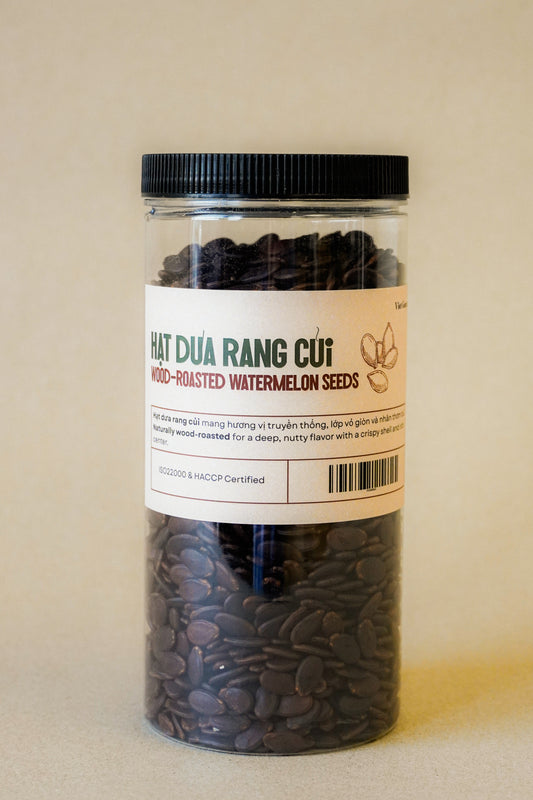 HẠT DƯA RANG CỦi
WOOD-ROASTED WATERMELON SEEDS
Hạt dưa rang củi mang hương vị truyền thống, lớp vỏ giòn và nhân thơm
Naturally wood-roasted for a deep, nutty flavor with a crispy shell and
center.
ISO22000 & HACCP Certified